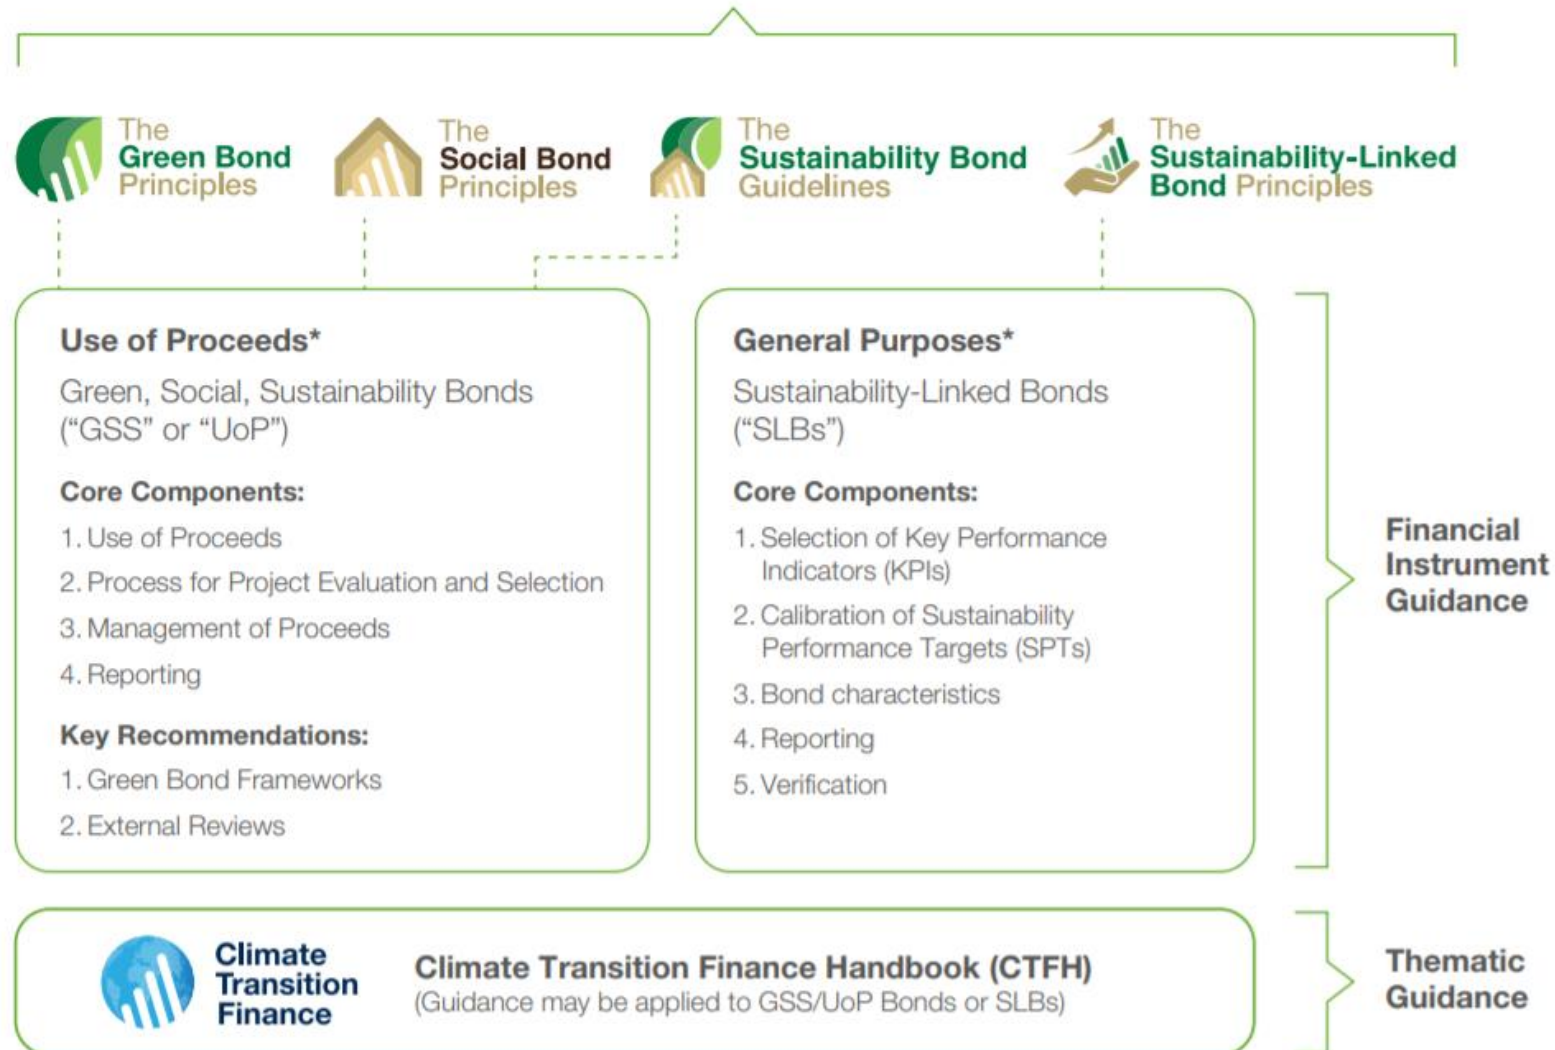 The
Green Bond
Principles
The
Social Bond
Principles
The
Sustainability Bond
Guidelines
The
Sustainability-Linked
Bond Principles
Use of Proceeds*
Green, Social, Sustainability Bonds
(“GSS” or “UoP”)
Core Components:
1. Use of Proceeds
2. Process for Project Evaluation and Selection
3. Management of Proceeds
4. Reporting
Key Recommendations:
1. Green Bond Frameworks
2. External Reviews
General Purposes*
Sustainability-Linked Bonds
(“SLBs”)
Core Components:
1. Selection of Key Performance
Indicators (KPIs)
2. Calibration of Sustainability
Performance Targets (SPTs)
3. Bond characteristics
4. Reporting
5. Verification
Financial
Instrument
Guidance
Climate
Transition
Finance
Climate Transition Finance Handbook (CTFH)
(Guidance may be applied to GSS/UoP Bonds or SLBs)
Thematic
Guidance